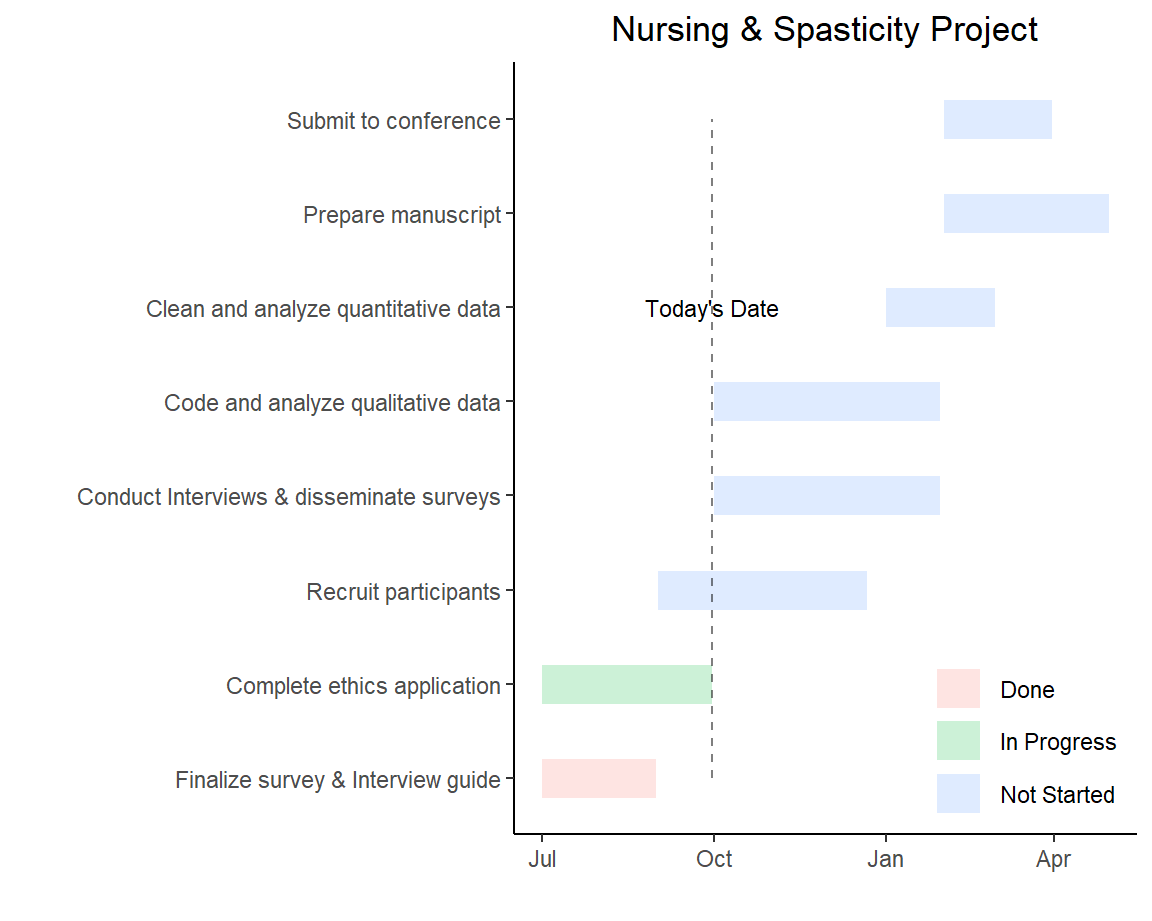 Nursing & Spasticity Project
Submit to conference
Prepare manuscript
Clean and analyze quantitative data
Today's Date
Code and analyze qualitative data
Conduct Interviews & disseminate surveys
Recruit participants
Complete ethics application
Finalize survey & Interview guide
Done
In Progress
Not Started
Jul
Oct
Jan
Apr